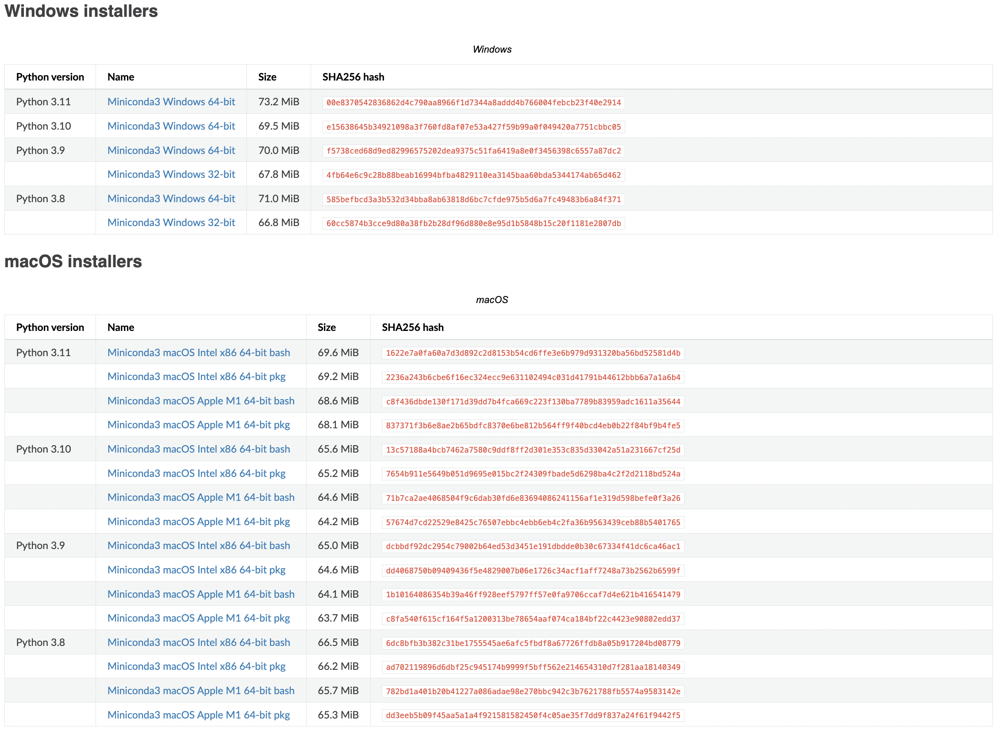 Windows installers
Windows
Python version Name Size SHA256 hash
Python 3.11 Miniconda3 Windows 64-bit 73.2 MiB 00e8370542836862d4c790aa8966f1d7344a8addd4b766004febcb23f40e2914
Python 3.10 Miniconda3 Windows 64-bit 69.5 MiB e15638645b34921098a3f760fd8af07e53a427f59b99a0f049420a7751cbbc05
Python 3.9 Miniconda3 Windows 64-bit 70.0 MiB f5738ced68d9ed82996575202dea9375c51fa6419a8e0f3456398c6557a87dc2
Miniconda3 Windows 32-bit 67.8 MiB 4fb64e6c9c28b88beab16994bfba4829110ea3145baa60bda5344174ab65d462
Python 3.8 Miniconda3 Windows 64-bit 71.0 MiB 585befbcd3a3b532d34bba8ab63818d6bc7cfde975b5d6a7fc49483b6a84f371
Miniconda3 Windows 32-bit 66.8 MiB 60cc5874b3cce9d80a38fb2b28df96d880e8e95d1b5848b15c20f1181e2807db
macOS installers
macOS
Python version Name Size SHA256 hash
Python 3.11 Miniconda3 macOS Intel x86 64-bit bash 69.6 MiB 1622e7a0fa60a7d3d892c2d8153b54cd6ffe3e6b979d931320ba56bd52581d4b
Miniconda3 macOS Intel x86 64-bit pkg 69.2 MiB 2236a243b6cbe6f16ec324ecc9e631102494c031d41791b44612bbb6a7a1a6b4
Miniconda3 macOS Apple M1 64-bit bash 68.6 MiB c8f436dbde130f171d39dd7b4fca669c223f130ba7789b83959adc1611a35644
Miniconda3 macOS Apple M1 64-bit pkg 68.1 MiB 837371f3b6e8ae2b65bdfc8370e6be812b564ff9f40bcd4eb0b22f84bf9b4fe5
Python 3.10 Miniconda3 macOS Intel x86 64-bit bash 65.6 MiB 13c57188a4bcb7462a7580c9ddf8ff2d301e353c835d33042a51a231667cf25d
Miniconda3 macOS Intel x86 64-bit pkg 65.2 MiB 7654b911e5649b051d9695e015bc2f24309fbade5d6298ba4c2f2d2118bd524a
Miniconda3 macOS Apple M1 64-bit bash 64.6 MiB 71b7ca2ae4068504f9c6dab30fd6e83694086241156af1e319d598befe0f3a26
Miniconda3 macOS Apple M1 64-bit pkg 64.2 MiB 57674d7cd22529e8425c76507ebbc4ebb6eb4c2fa36b9563439ceb88b5401765
Python 3.9 Miniconda3 macOS Intel x86 64-bit bash 65.0 MiB dcbbdf92dc2954c79002b64ed53d3451e191dbdde0b30c67334f41dc6ca46ac1
Miniconda3 macOS Intel x86 64-bit pkg 64.6 MiB dd4068750b09409436f5e4829007b06e1726c34acf1aff7248a73b2562b6599f
Miniconda3 macOS Apple M1 64-bit bash 64.1 MiB 1b10164086354b39a46ff928eef5797ff57e0fa9706ccaf7d4e621b416541479
Miniconda3 macOS Apple M1 64-bit pkg 63.7 MiB c8fa540f615cf164f5a1200313be78654aaf074ca184bf22c4423e90802edd37
Python 3.8 Miniconda3 macOS Intel x86 64-bit bash 66.5 MiB 6dc8bfb3b382c31be1755545ae6afc5fbdf8a67726ffdb8a05b917204bd08779
Miniconda3 macOS Intel x86 64-bit pkg 66.2 MiB ad702119896d6dbf25c945174b9999f5bff562e214654310d7f281aa18140349
Miniconda3 macOS Apple M1 64-bit bash 65.7 MiB 782bd1a401b20b41227a086adae98e270bbc942c3b7621788fb5574a9583142e
Miniconda3 macOS Apple M1 64-bit pkg 65.3 MiB dd3eeb5b09f45aa5a1a4f921581582450f4c05ae35f7dd9f837a24f61f9442f5